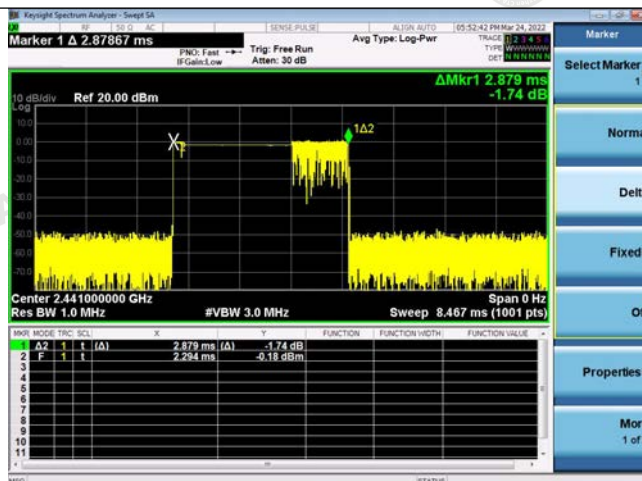 Keysight Spectrum Analyzer - Swept SA
RF 50 Ω AC SENSE:PULSE ALIGN AUTO 05:52:42 PM Mar 24, 2022
Marker 1 Δ 2.87867 ms
PNO: Fast
IFGain:Low
Trig: Free Run
Atten: 30 dB
Avg Type: Log-Pwr
TRACE 1 2 3 4 5 6
TYPE WWWWWW
DET N N N N N N
ΔMkr1 2.879 ms
-1.74 dB
10 dB/div Ref 20.00 dBm
Log
10.0
0.00
-10.0
-20.0
-30.0
-40.0
-50.0
-60.0
-70.0
X
1Δ2
Center 2.441000000 GHz Span 0 Hz
Res BW 1.0 MHz #VBW 3.0 MHz Sweep 8.467 ms (1001 pts)
MKR MODE TRC SCL X Y FUNCTION FUNCTION WIDTH FUNCTION VALUE
1 Δ2 1 t (Δ) 2.879 ms (Δ) -1.74 dB
2 F 1 t 2.294 ms -0.18 dBm
3
4
5
6
7
8
9
10
11
MSG STATUS
Marker
Select Marker
1
Norma
Delt
Fixed
Of
Properties
Mor
1 of